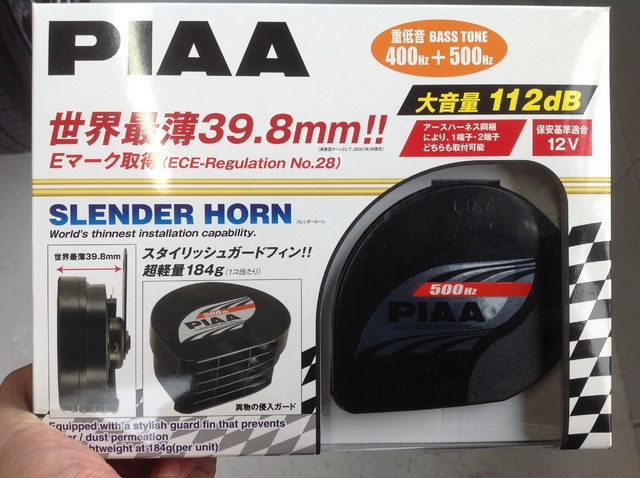 PIAA
重低音 BASS TONE
400Hz+500Hz
大音量 112dB
世界最薄39.8mm!!
アースハーネス同梱
により、1端子・2端子
どちらも取付可能
保安基準適合
12V
Eマーク取得(ECE-Regulation No.28)
SLENDER HORN スレンダーホーン
World's thinnest installation capability.
世界最薄39.8mm
スタイリッシュガードフィン!!
超軽量184g(1コ当たり)
500Hz
PIAA
異物の侵入ガード
PIAA
500Hz
PIAA
Equipped with a stylish guard fin that prevents
/ dust permeation
at 184g(per unit)